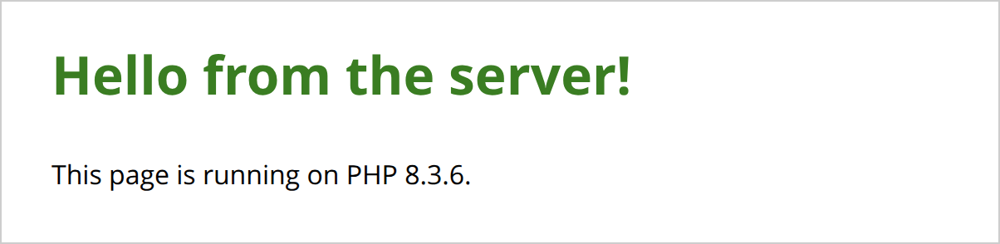 Hello from the server!
This page is running on PHP 8.3.6.